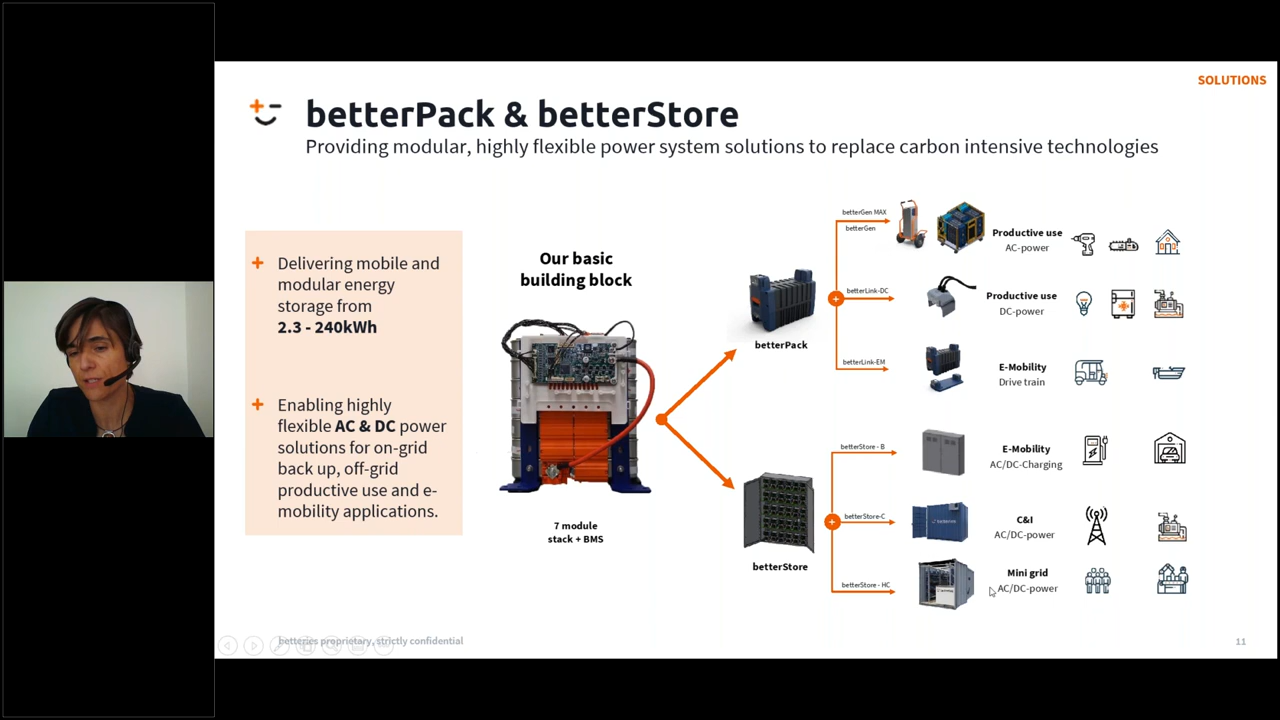 SOLUTIONS
betterPack & betterStore
Providing modular, highly flexible power system solutions to replace carbon intensive technologies
Delivering mobile and
modular energy
storage from
2.3 - 240kWh
Enabling highly
flexible AC & DC power
solutions for on-grid
back up, off-grid
productive use and e-
mobility applications.
Our basic
building block
7 module
stack + BMS
betterPack
betterGen MAX
betterGen
Productive use
AC-power
betterLink-DC
Productive use
DC-power
betterLink-EM
E-Mobility
Drive train
betterStore
betterStore - B
E-Mobility
AC/DC-Charging
betterStore-C
C&I
AC/DC-power
betterStore - HC
Mini grid
AC/DC-power
betteries proprietary, strictly confidential
11